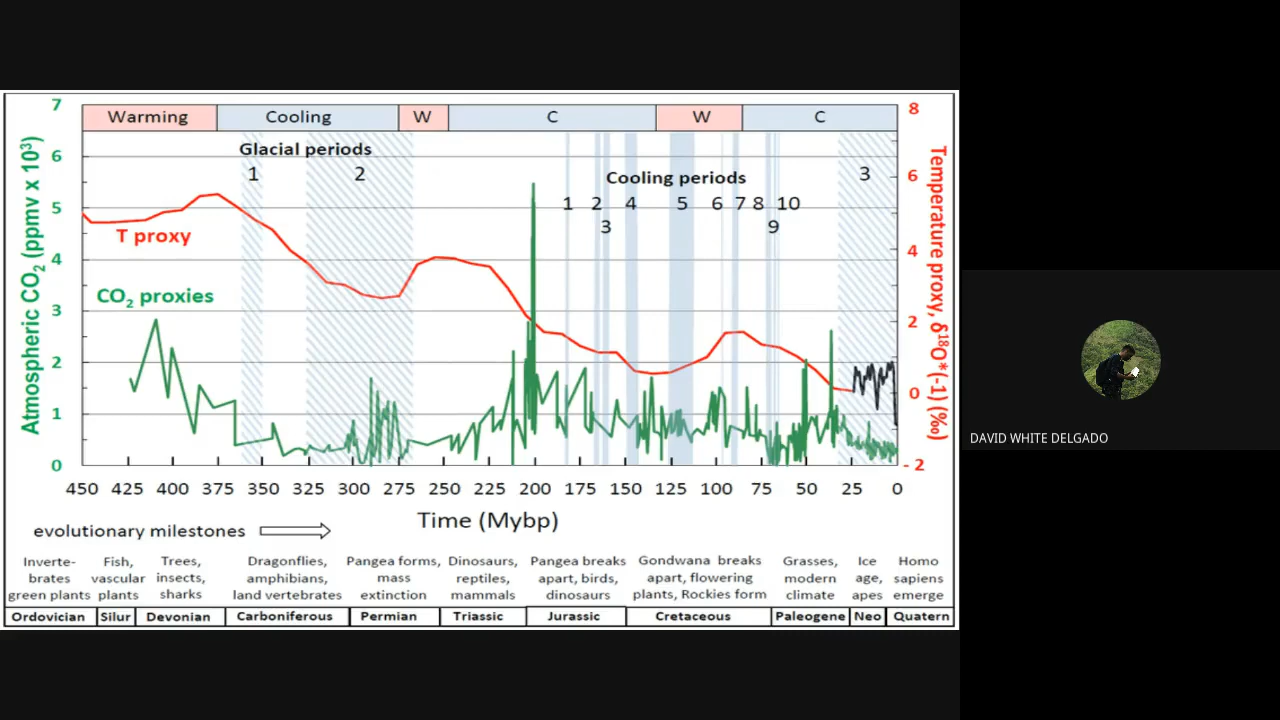 7
Warming
Cooling
W
C
W
C
8
6
Glacial periods
1
2
Cooling periods
3
6
1
2
4
5
6
7
8
10
3
9
5
T proxy
4
4
CO₂ proxies
3
2
2
1
0
0
- 2
Atmospheric CO₂ (ppmv x 10³)
Temperature proxy, δ¹⁸O*(-1) (‰)
450 425 400 375 350 325 300 275 250 225 200 175 150 125 100 75 50 25 0
Time (Mybp)
evolutionary milestones
Inverte-
brates
green plants
Fish,
vascular
plants
Trees,
insects,
sharks
Dragonflies,
amphibians,
land vertebrates
Pangea forms,
mass
extinction
Dinosaurs,
reptiles,
mammals
Pangea breaks
apart, birds,
dinosaurs
Gondwana breaks
apart, flowering
plants, Rockies form
Grasses,
modern
climate
Ice
age,
apes
Homo
sapiens
emerge
Ordovician Silur Devonian Carboniferous Permian Triassic Jurassic Cretaceous Paleogene Neo Quatern
DAVID WHITE DELGADO